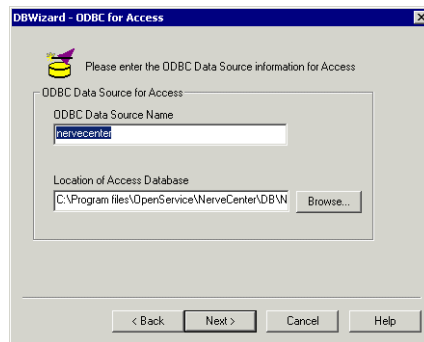 DBWizard - ODBC for Access
Please enter the ODBC Data Source information for Access
ODBC Data Source for Access
ODBC Data Source Name
nervecenter
Location of Access Database
C:\Program files\OpenService\NerveCenter\DB\N
Browse...
< Back Next > Cancel Help